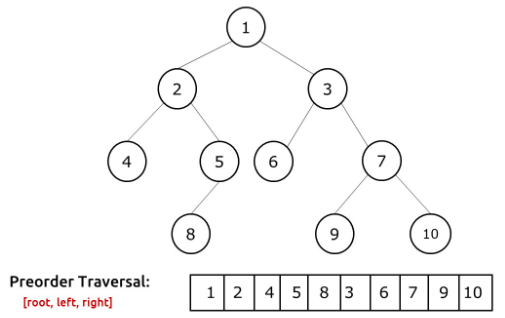 1
2 3
4 5 6 7
8 9 10
Preorder Traversal:
[root, left, right]
1 2 4 5 8 3 6 7 9 10